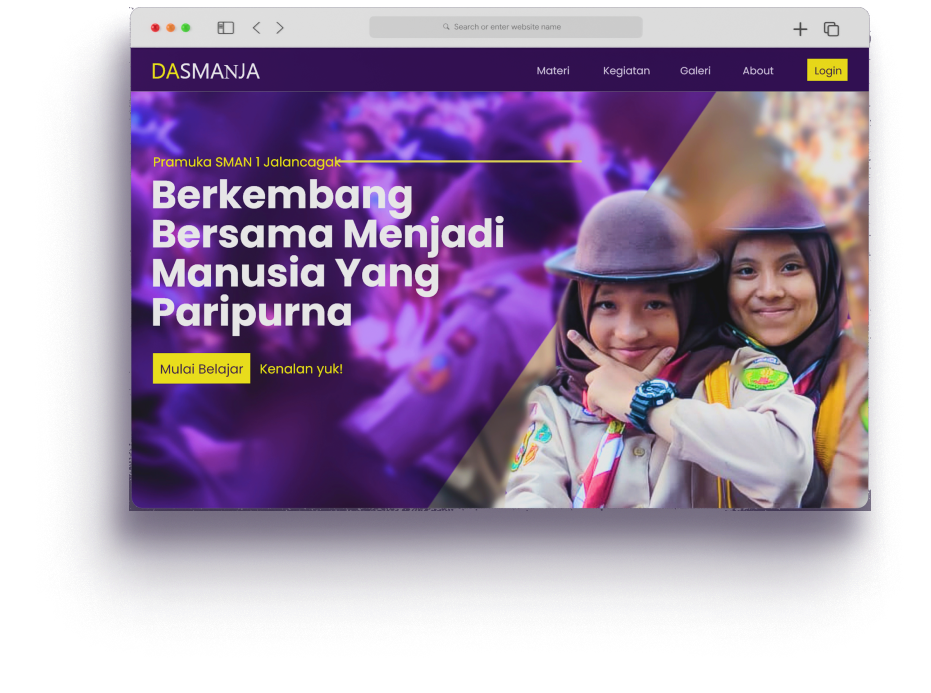 Search or enter website name
DASMANJA
Materi Kegiatan Galeri About Login
Pramuka SMAN 1 Jalancagak
Berkembang
Bersama Menjadi
Manusia Yang
Paripurna
Mulai Belajar Kenalan yuk!